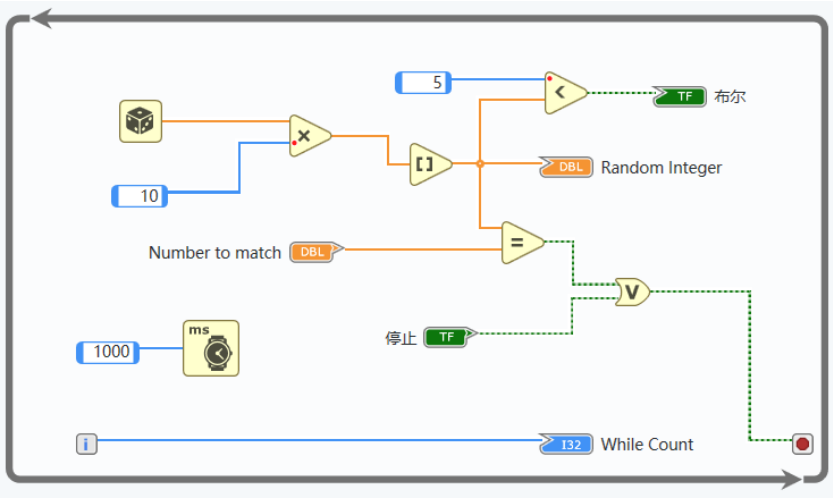 5
<
TF 布尔
×
[ ]
DBL Random Integer
10
=
Number to match DBL
V
ms
停止 TF
1000
i
I32 While Count